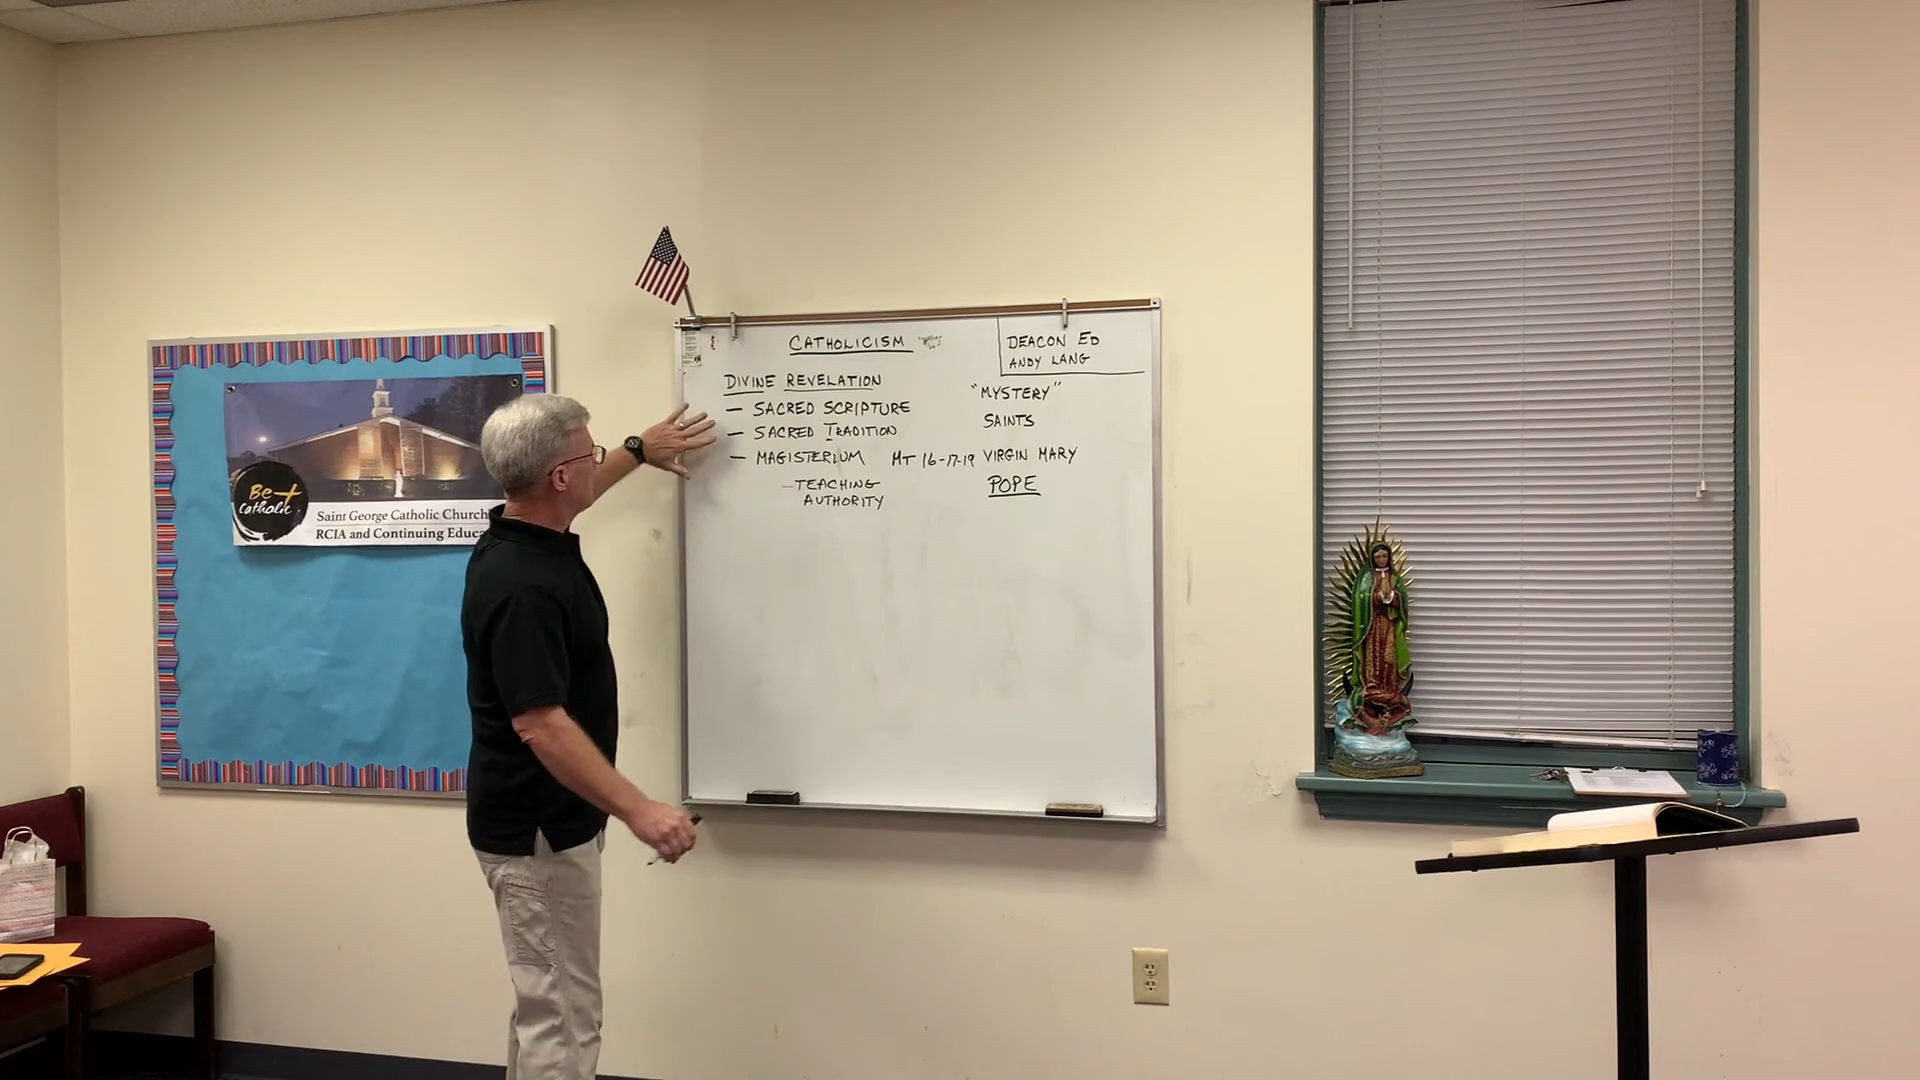 Be
Catholic.
Saint George Catholic Church
RCIA and Continuing Educa
CATHOLICISM
DEACON ED
ANDY LANG
DIVINE REVELATION
— SACRED SCRIPTURE
— SACRED TRADITION
— MAGISTERIUM MT 16-17-19
- TEACHING
AUTHORITY
"MYSTERY"
SAINTS
VIRGIN MARY
POPE